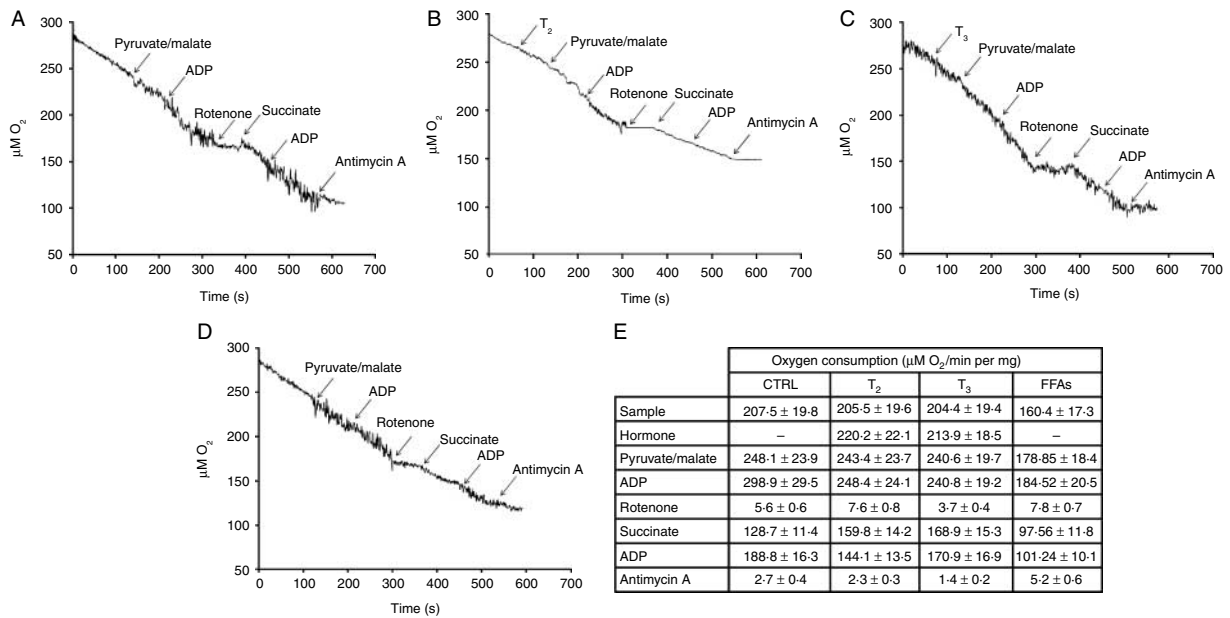 A
300
250
200
150
100
50
μM O2
0 100 200 300 400 500 600 700
Time (s)
Pyruvate/malate
ADP
Rotenone
Succinate
ADP
Antimycin A
B
300
250
200
150
100
50
μM O2
0 100 200 300 400 500 600 700
Time (s)
T2
Pyruvate/malate
ADP
Rotenone
Succinate
ADP
Antimycin A
C
300
250
200
150
100
50
μM O2
0 100 200 300 400 500 600 700
Time (s)
T3
Pyruvate/malate
ADP
Rotenone
Succinate
ADP
Antimycin A
D
300
250
200
150
100
50
μM O2
0 100 200 300 400 500 600 700
Time (s)
Pyruvate/malate
ADP
Rotenone
Succinate
ADP
Antimycin A
E
Oxygen consumption (μM O2/min per mg)
CTRL T2 T3 FFAs
Sample 207·5 ± 19·8 205·5 ± 19·6 204·4 ± 19·4 160·4 ± 17·3
Hormone – 220·2 ± 22·1 213·9 ± 18·5 –
Pyruvate/malate 248·1 ± 23·9 243·4 ± 23·7 240·6 ± 19·7 178·85 ± 18·4
ADP 298·9 ± 29·5 248·4 ± 24·1 240·8 ± 19·2 184·52 ± 20·5
Rotenone 5·6 ± 0·6 7·6 ± 0·8 3·7 ± 0·4 7·8 ± 0·7
Succinate 128·7 ± 11·4 159·8 ± 14·2 168·9 ± 15·3 97·56 ± 11·8
ADP 188·8 ± 16·3 144·1 ± 13·5 170·9 ± 16·9 101·24 ± 10·1
Antimycin A 2·7 ± 0·4 2·3 ± 0·3 1·4 ± 0·2 5·2 ± 0·6